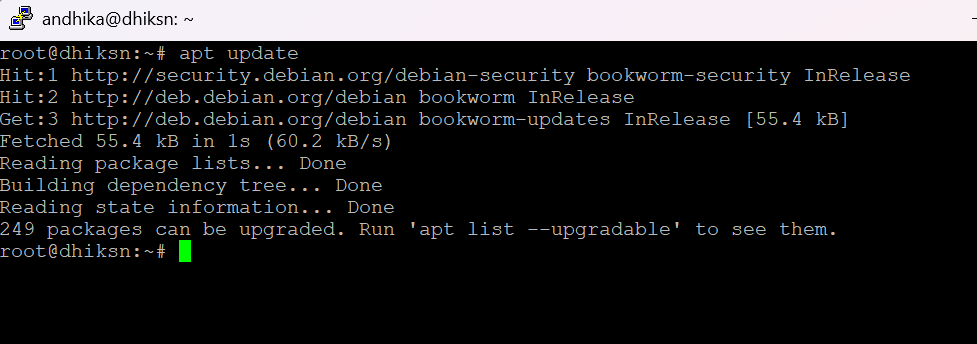 andhika@dhiksn: ~
root@dhiksn:~# apt update
Hit:1 http://security.debian.org/debian-security bookworm-security InRelease
Hit:2 http://deb.debian.org/debian bookworm InRelease
Get:3 http://deb.debian.org/debian bookworm-updates InRelease [55.4 kB]
Fetched 55.4 kB in 1s (60.2 kB/s)
Reading package lists... Done
Building dependency tree... Done
Reading state information... Done
249 packages can be upgraded. Run 'apt list --upgradable' to see them.
root@dhiksn:~#